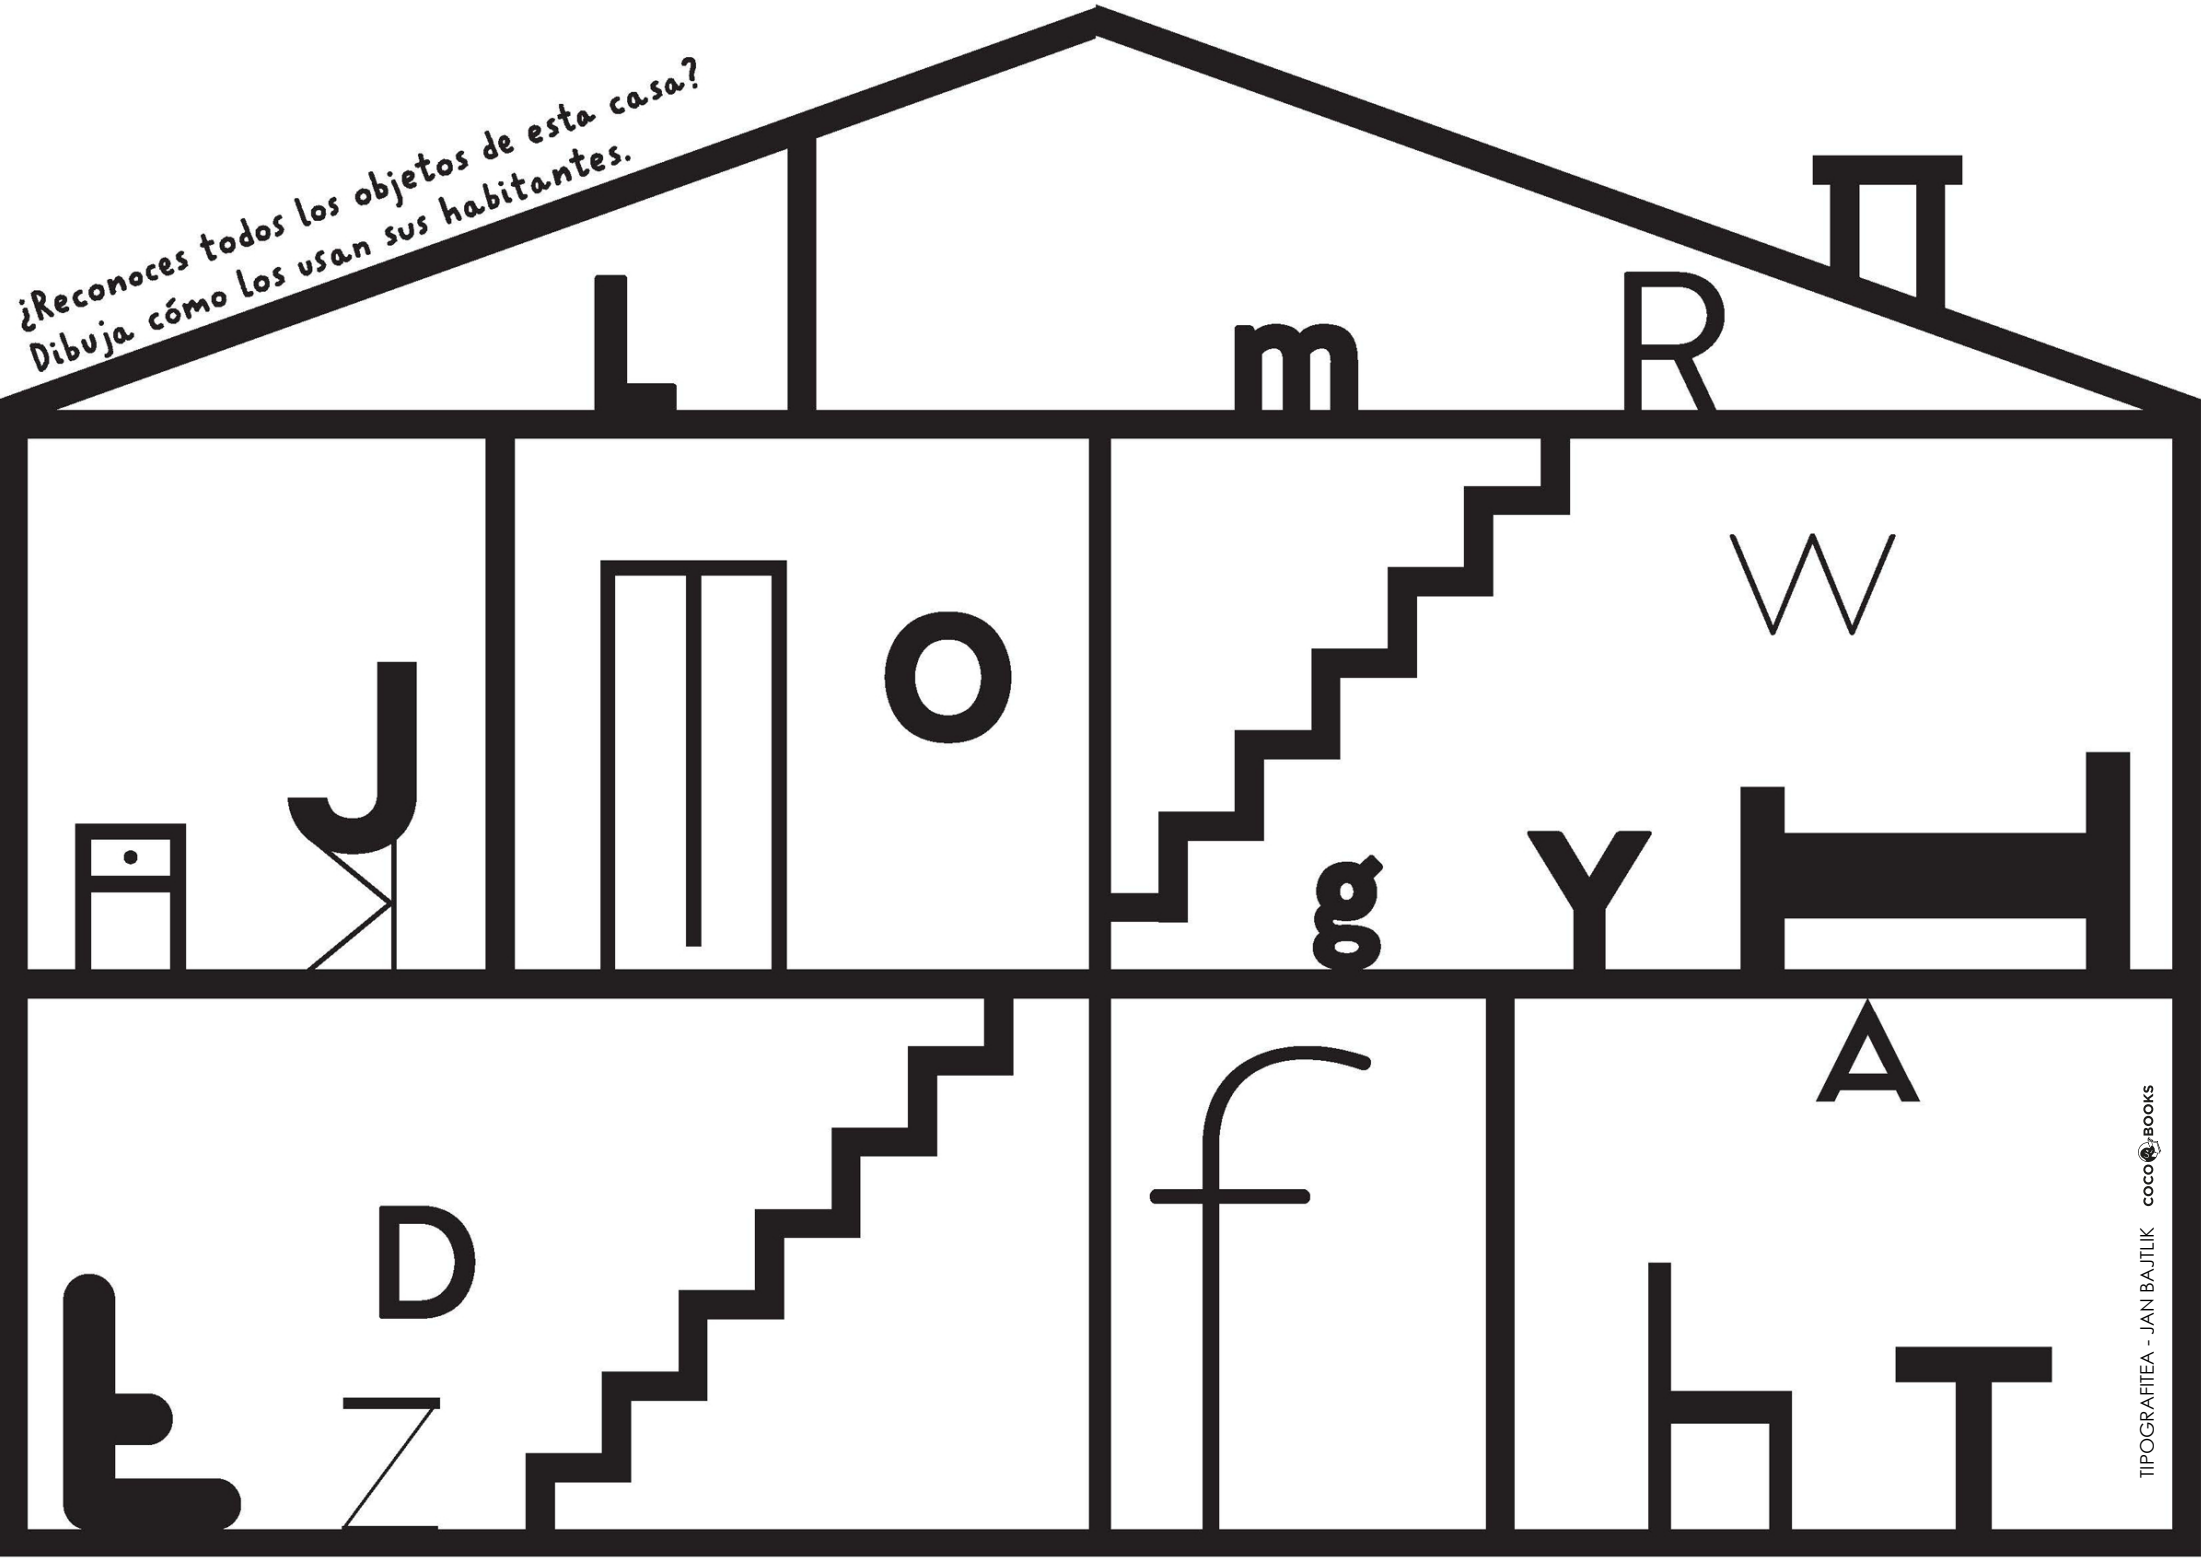 ¿Reconoces todos los objetos de esta casa?
Dibuja cómo los usan sus habitantes.
L
m
R
J
O
W
g
Y
A
D
f
Z
h
T
TIPOGRAFITEA - JAN BAJTLIK
COCO BOOKS